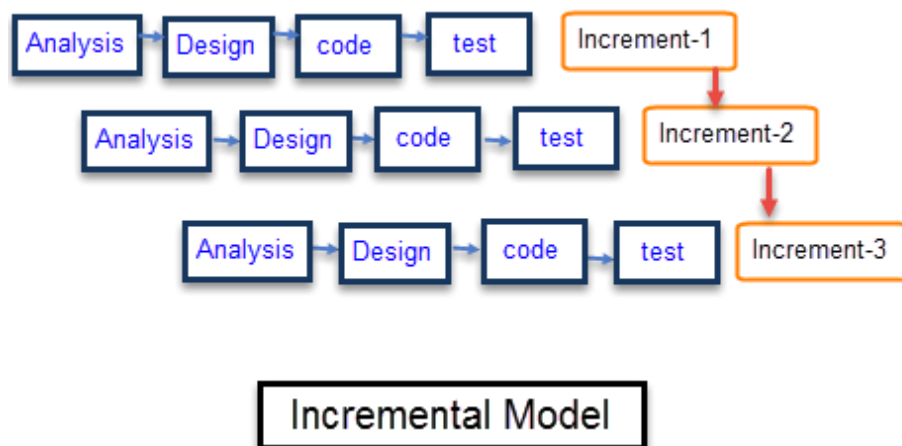 Analysis Design code test Increment-1
Analysis Design code test Increment-2
Analysis Design code test Increment-3
Incremental Model